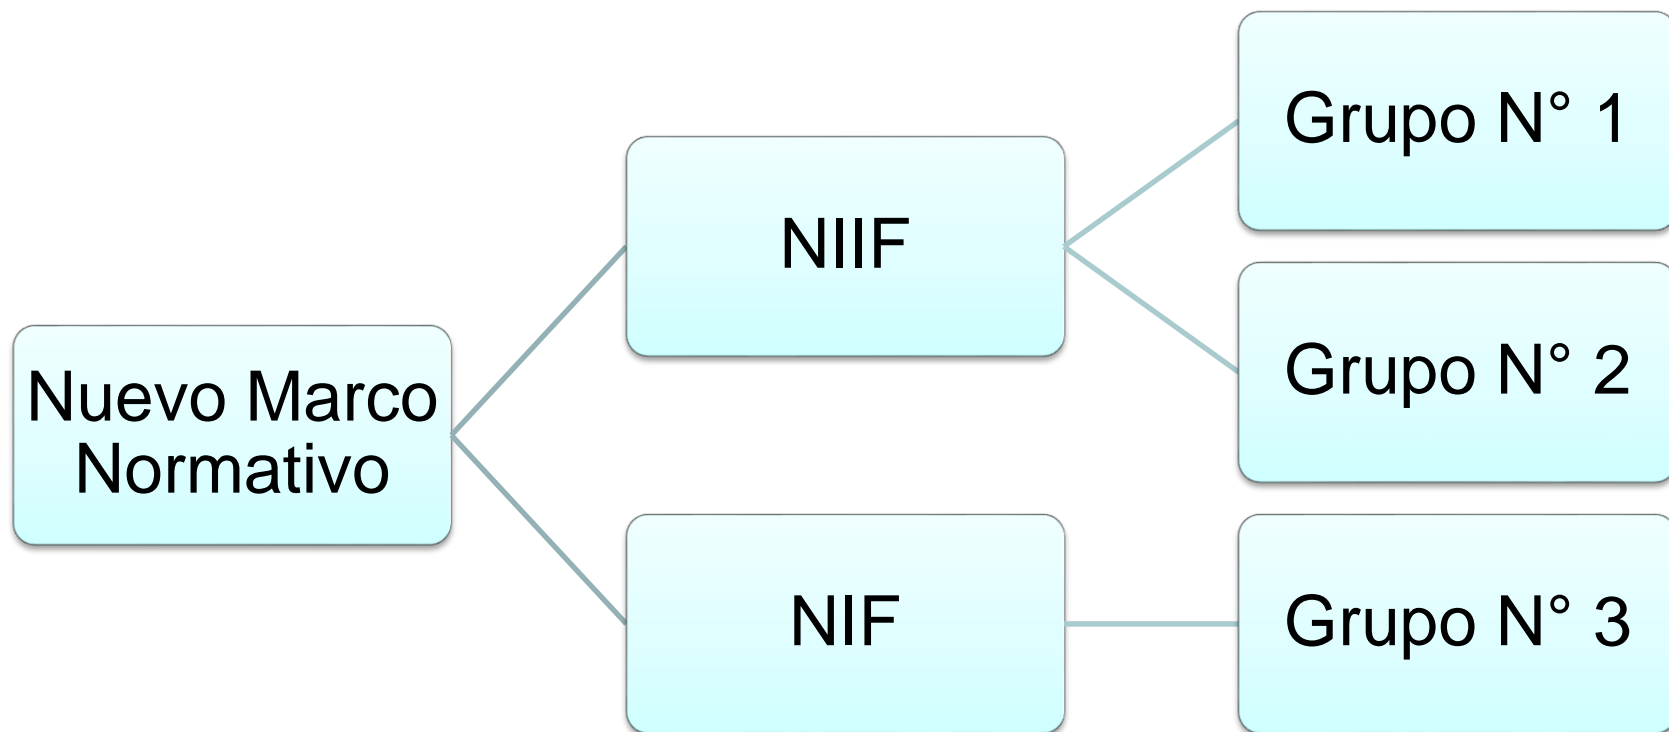 Nuevo Marco
Normativo
NIIF
NIF
Grupo N° 1
Grupo N° 2
Grupo N° 3